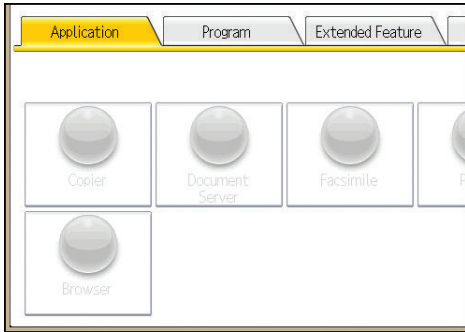 Application Program Extended Feature
Copier Document Server Facsimile
Browser